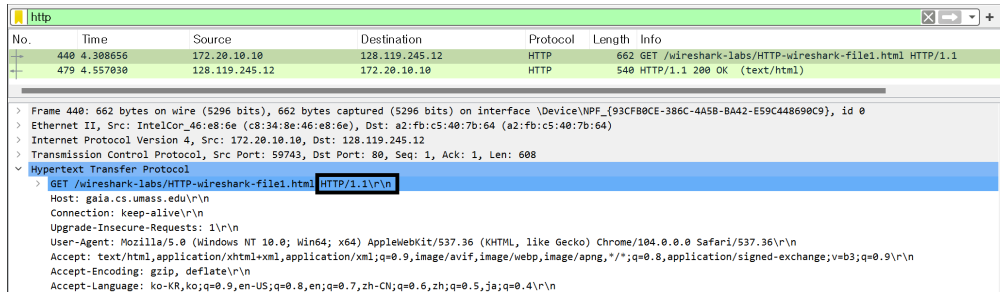 http
No. Time Source Destination Protocol Length Info
440 4.308656 172.20.10.10 128.119.245.12 HTTP 662 GET /wireshark-labs/HTTP-wireshark-file1.html HTTP/1.1
479 4.557030 128.119.245.12 172.20.10.10 HTTP 540 HTTP/1.1 200 OK (text/html)
> Frame 440: 662 bytes on wire (5296 bits), 662 bytes captured (5296 bits) on interface \Device\NPF_{93CFB0CE-386C-4A5B-BA42-E59C448690C9}, id 0
> Ethernet II, Src: IntelCor_46:e8:6e (c8:34:8e:46:e8:6e), Dst: a2:fb:c5:40:7b:64 (a2:fb:c5:40:7b:64)
> Internet Protocol Version 4, Src: 172.20.10.10, Dst: 128.119.245.12
> Transmission Control Protocol, Src Port: 59743, Dst Port: 80, Seq: 1, Ack: 1, Len: 608
Hypertext Transfer Protocol
> GET /wireshark-labs/HTTP-wireshark-file1.html HTTP/1.1\r\n
Host: gaia.cs.umass.edu\r\n
Connection: keep-alive\r\n
Upgrade-Insecure-Requests: 1\r\n
User-Agent: Mozilla/5.0 (Windows NT 10.0; Win64; x64) AppleWebKit/537.36 (KHTML, like Gecko) Chrome/104.0.0.0 Safari/537.36\r\n
Accept: text/html,application/xhtml+xml,application/xml;q=0.9,image/avif,image/webp,image/apng,*/*;q=0.8,application/signed-exchange;v=b3;q=0.9\r\n
Accept-Encoding: gzip, deflate\r\n
Accept-Language: ko-KR,ko;q=0.9,en-US;q=0.8,en;q=0.7,zh-CN;q=0.6,zh;q=0.5,ja;q=0.4\r\n